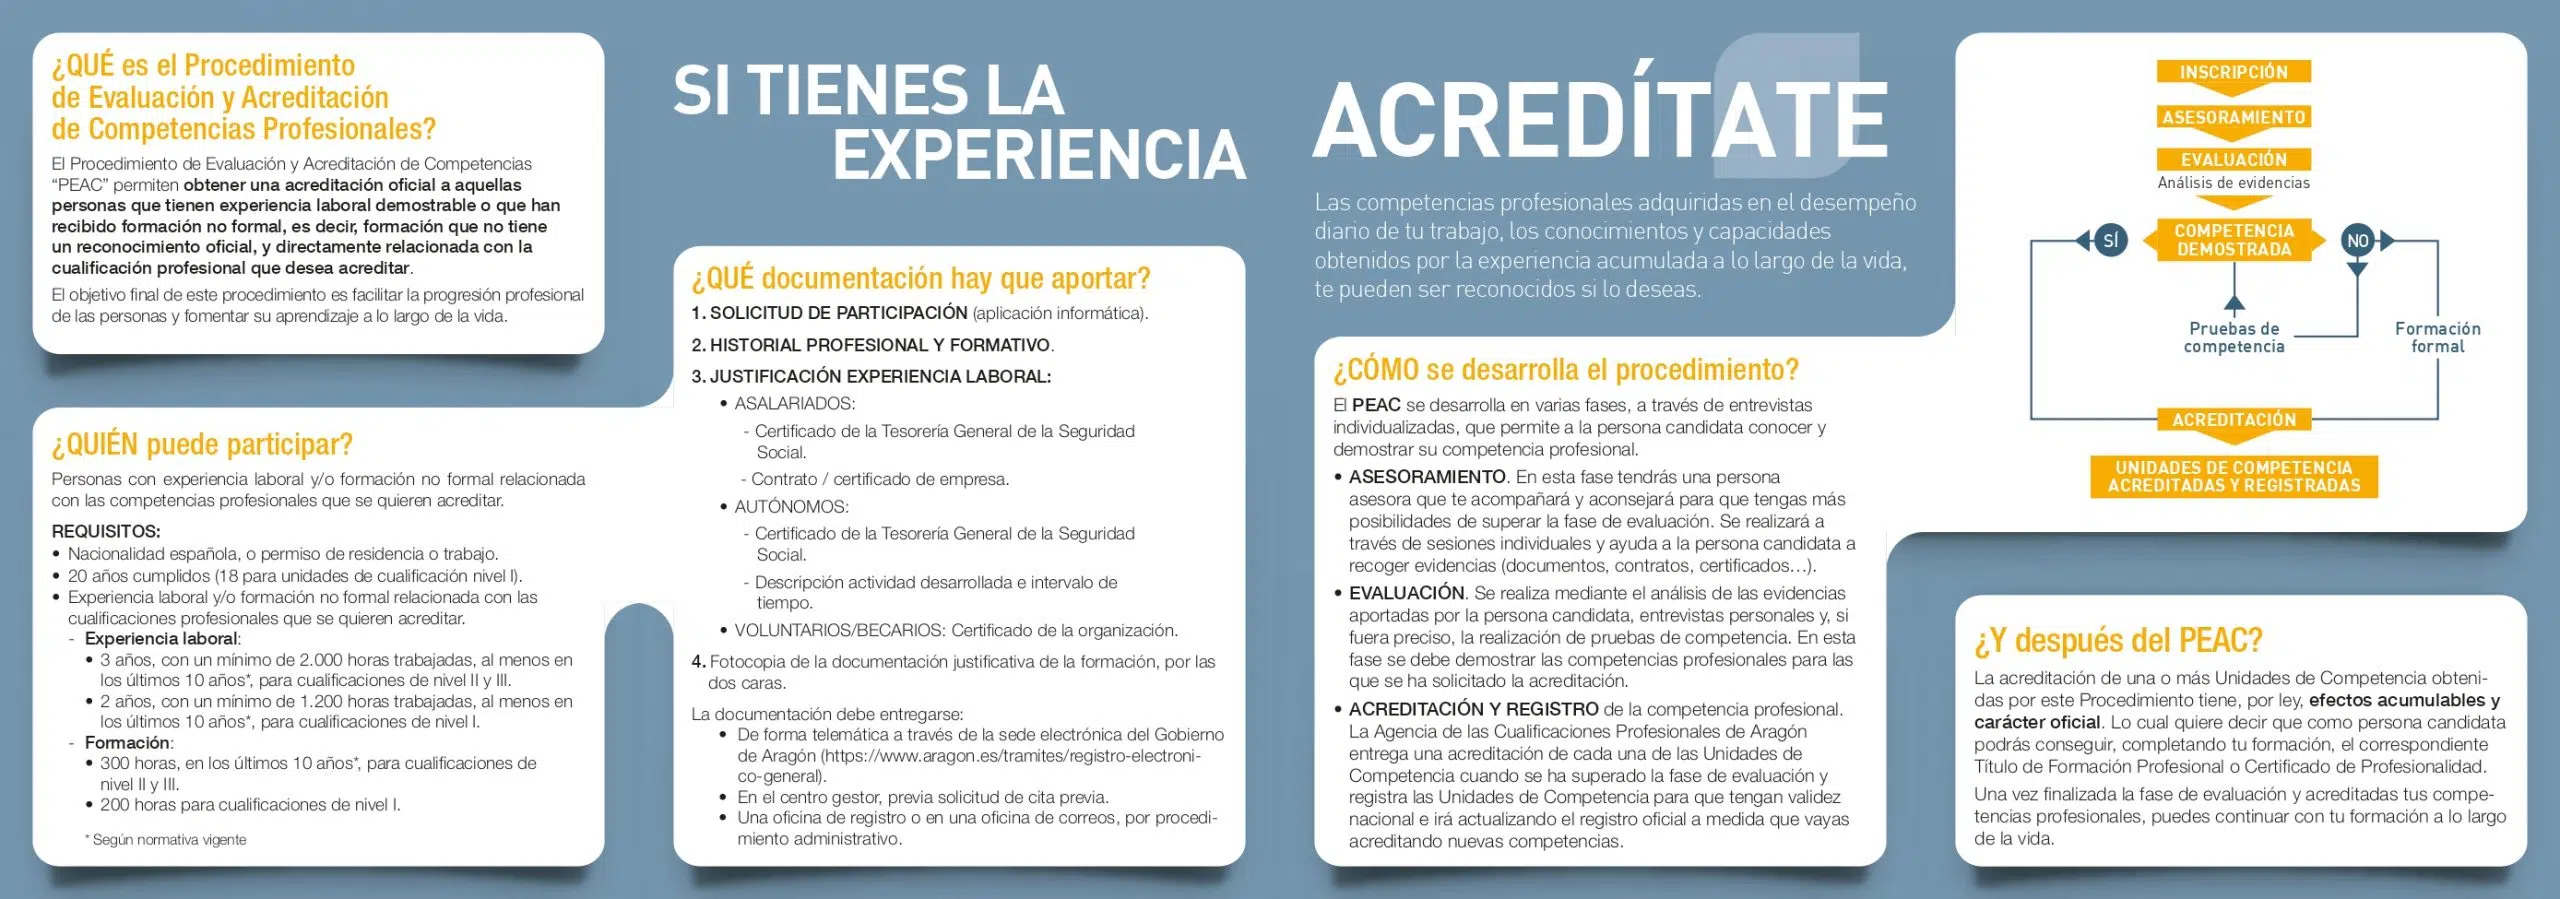 ¿QUÉ es el Procedimiento
de Evaluación y Acreditación
de Competencias Profesionales?
El Procedimiento de Evaluación y Acreditación de Competencias
“PEAC” permiten obtener una acreditación oficial a aquellas
personas que tienen experiencia laboral demostrable o que han
recibido formación no formal, es decir, formación que no tiene
un reconocimiento oficial, y directamente relacionada con la
cualificación profesional que desea acreditar.
El objetivo final de este procedimiento es facilitar la progresión profesional
de las personas y fomentar su aprendizaje a lo largo de la vida.
¿QUIÉN puede participar?
Personas con experiencia laboral y/o formación no formal relacionada
con las competencias profesionales que se quieren acreditar.
REQUISITOS:
• Nacionalidad española, o permiso de residencia o trabajo.
• 20 años cumplidos (18 para unidades de cualificación nivel I).
• Experiencia laboral y/o formación no formal relacionada con las
cualificaciones profesionales que se quieren acreditar.
- Experiencia laboral:
• 3 años, con un mínimo de 2.000 horas trabajadas, al menos en
los últimos 10 años*, para cualificaciones de nivel II y III.
• 2 años, con un mínimo de 1.200 horas trabajadas, al menos en
los últimos 10 años*, para cualificaciones de nivel I.
- Formación:
• 300 horas, en los últimos 10 años*, para cualificaciones de
nivel II y III.
• 200 horas para cualificaciones de nivel I.
* Según normativa vigente
SI TIENES LA
EXPERIENCIA
¿QUÉ documentación hay que aportar?
1. SOLICITUD DE PARTICIPACIÓN (aplicación informática).
2. HISTORIAL PROFESIONAL Y FORMATIVO.
3. JUSTIFICACIÓN EXPERIENCIA LABORAL:
• ASALARIADOS:
- Certificado de la Tesorería General de la Seguridad
Social.
- Contrato / certificado de empresa.
• AUTÓNOMOS:
- Certificado de la Tesorería General de la Seguridad
Social.
- Descripción actividad desarrollada e intervalo de
tiempo.
• VOLUNTARIOS/BECARIOS: Certificado de la organización.
4. Fotocopia de la documentación justificativa de la formación, por las
dos caras.
La documentación debe entregarse:
• De forma telemática a través de la sede electrónica del Gobierno
de Aragón (https://www.aragon.es/tramites/registro-electroni-
co-general).
• En el centro gestor, previa solicitud de cita previa.
• Una oficina de registro o en una oficina de correos, por procedi-
miento administrativo.
ACREDÍTATE
Las competencias profesionales adquiridas en el desempeño
diario de tu trabajo, los conocimientos y capacidades
obtenidos por la experiencia acumulada a lo largo de la vida,
te pueden ser reconocidos si lo deseas.
¿CÓMO se desarrolla el procedimiento?
El PEAC se desarrolla en varias fases, a través de entrevistas
individualizadas, que permite a la persona candidata conocer y
demostrar su competencia profesional.
• ASESORAMIENTO. En esta fase tendrás una persona
asesora que te acompañará y aconsejará para que tengas más
posibilidades de superar la fase de evaluación. Se realizará a
través de sesiones individuales y ayuda a la persona candidata a
recoger evidencias (documentos, contratos, certificados…).
• EVALUACIÓN. Se realiza mediante el análisis de las evidencias
aportadas por la persona candidata, entrevistas personales y, si
fuera preciso, la realización de pruebas de competencia. En esta
fase se debe demostrar las competencias profesionales para las
que se ha solicitado la acreditación.
• ACREDITACIÓN Y REGISTRO de la competencia profesional.
La Agencia de las Cualificaciones Profesionales de Aragón
entrega una acreditación de cada una de las Unidades de
Competencia cuando se ha superado la fase de evaluación y
registra las Unidades de Competencia para que tengan validez
nacional e irá actualizando el registro oficial a medida que vayas
acreditando nuevas competencias.
INSCRIPCIÓN
ASESORAMIENTO
EVALUACIÓN
Análisis de evidencias
SÍ
COMPETENCIA
DEMOSTRADA
NO
Pruebas de
competencia
Formación
formal
ACREDITACIÓN
UNIDADES DE COMPETENCIA
ACREDITADAS Y REGISTRADAS
¿Y después del PEAC?
La acreditación de una o más Unidades de Competencia obteni-
das por este Procedimiento tiene, por ley, efectos acumulables y
carácter oficial. Lo cual quiere decir que como persona candidata
podrás conseguir, completando tu formación, el correspondiente
Título de Formación Profesional o Certificado de Profesionalidad.
Una vez finalizada la fase de evaluación y acreditadas tus compe-
tencias profesionales, puedes continuar con tu formación a lo largo
de la vida.